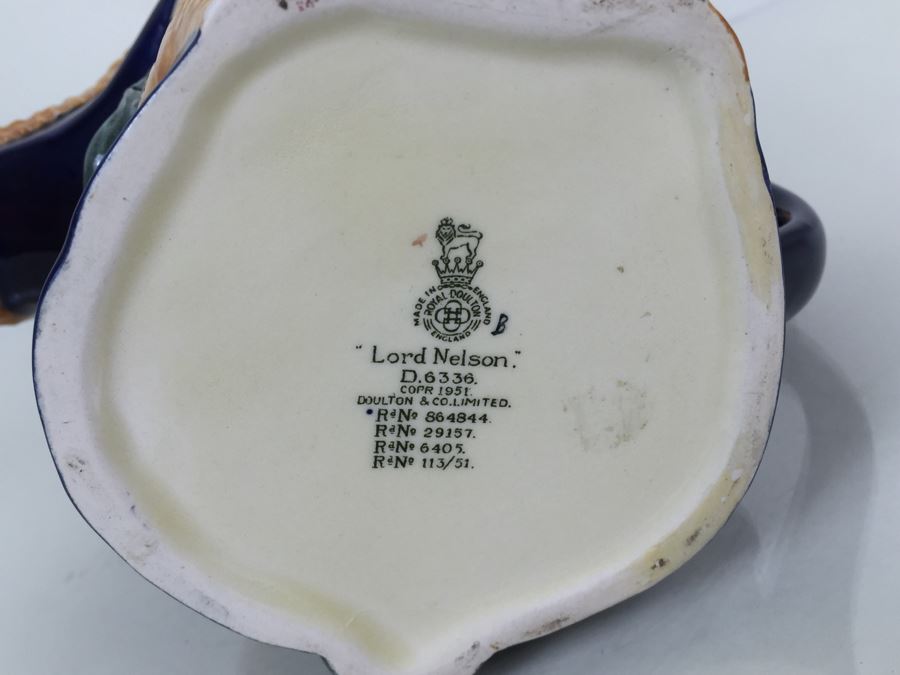 MADE IN ENGLAND
ROYAL DOULTON
ENGLAND
B
"Lord Nelson."
D.6336.
COPR 1951.
DOULTON & CO. LIMITED.
Rd No 864844.
Rd No 29157.
Rd No 6405.
Rd No 113/51.